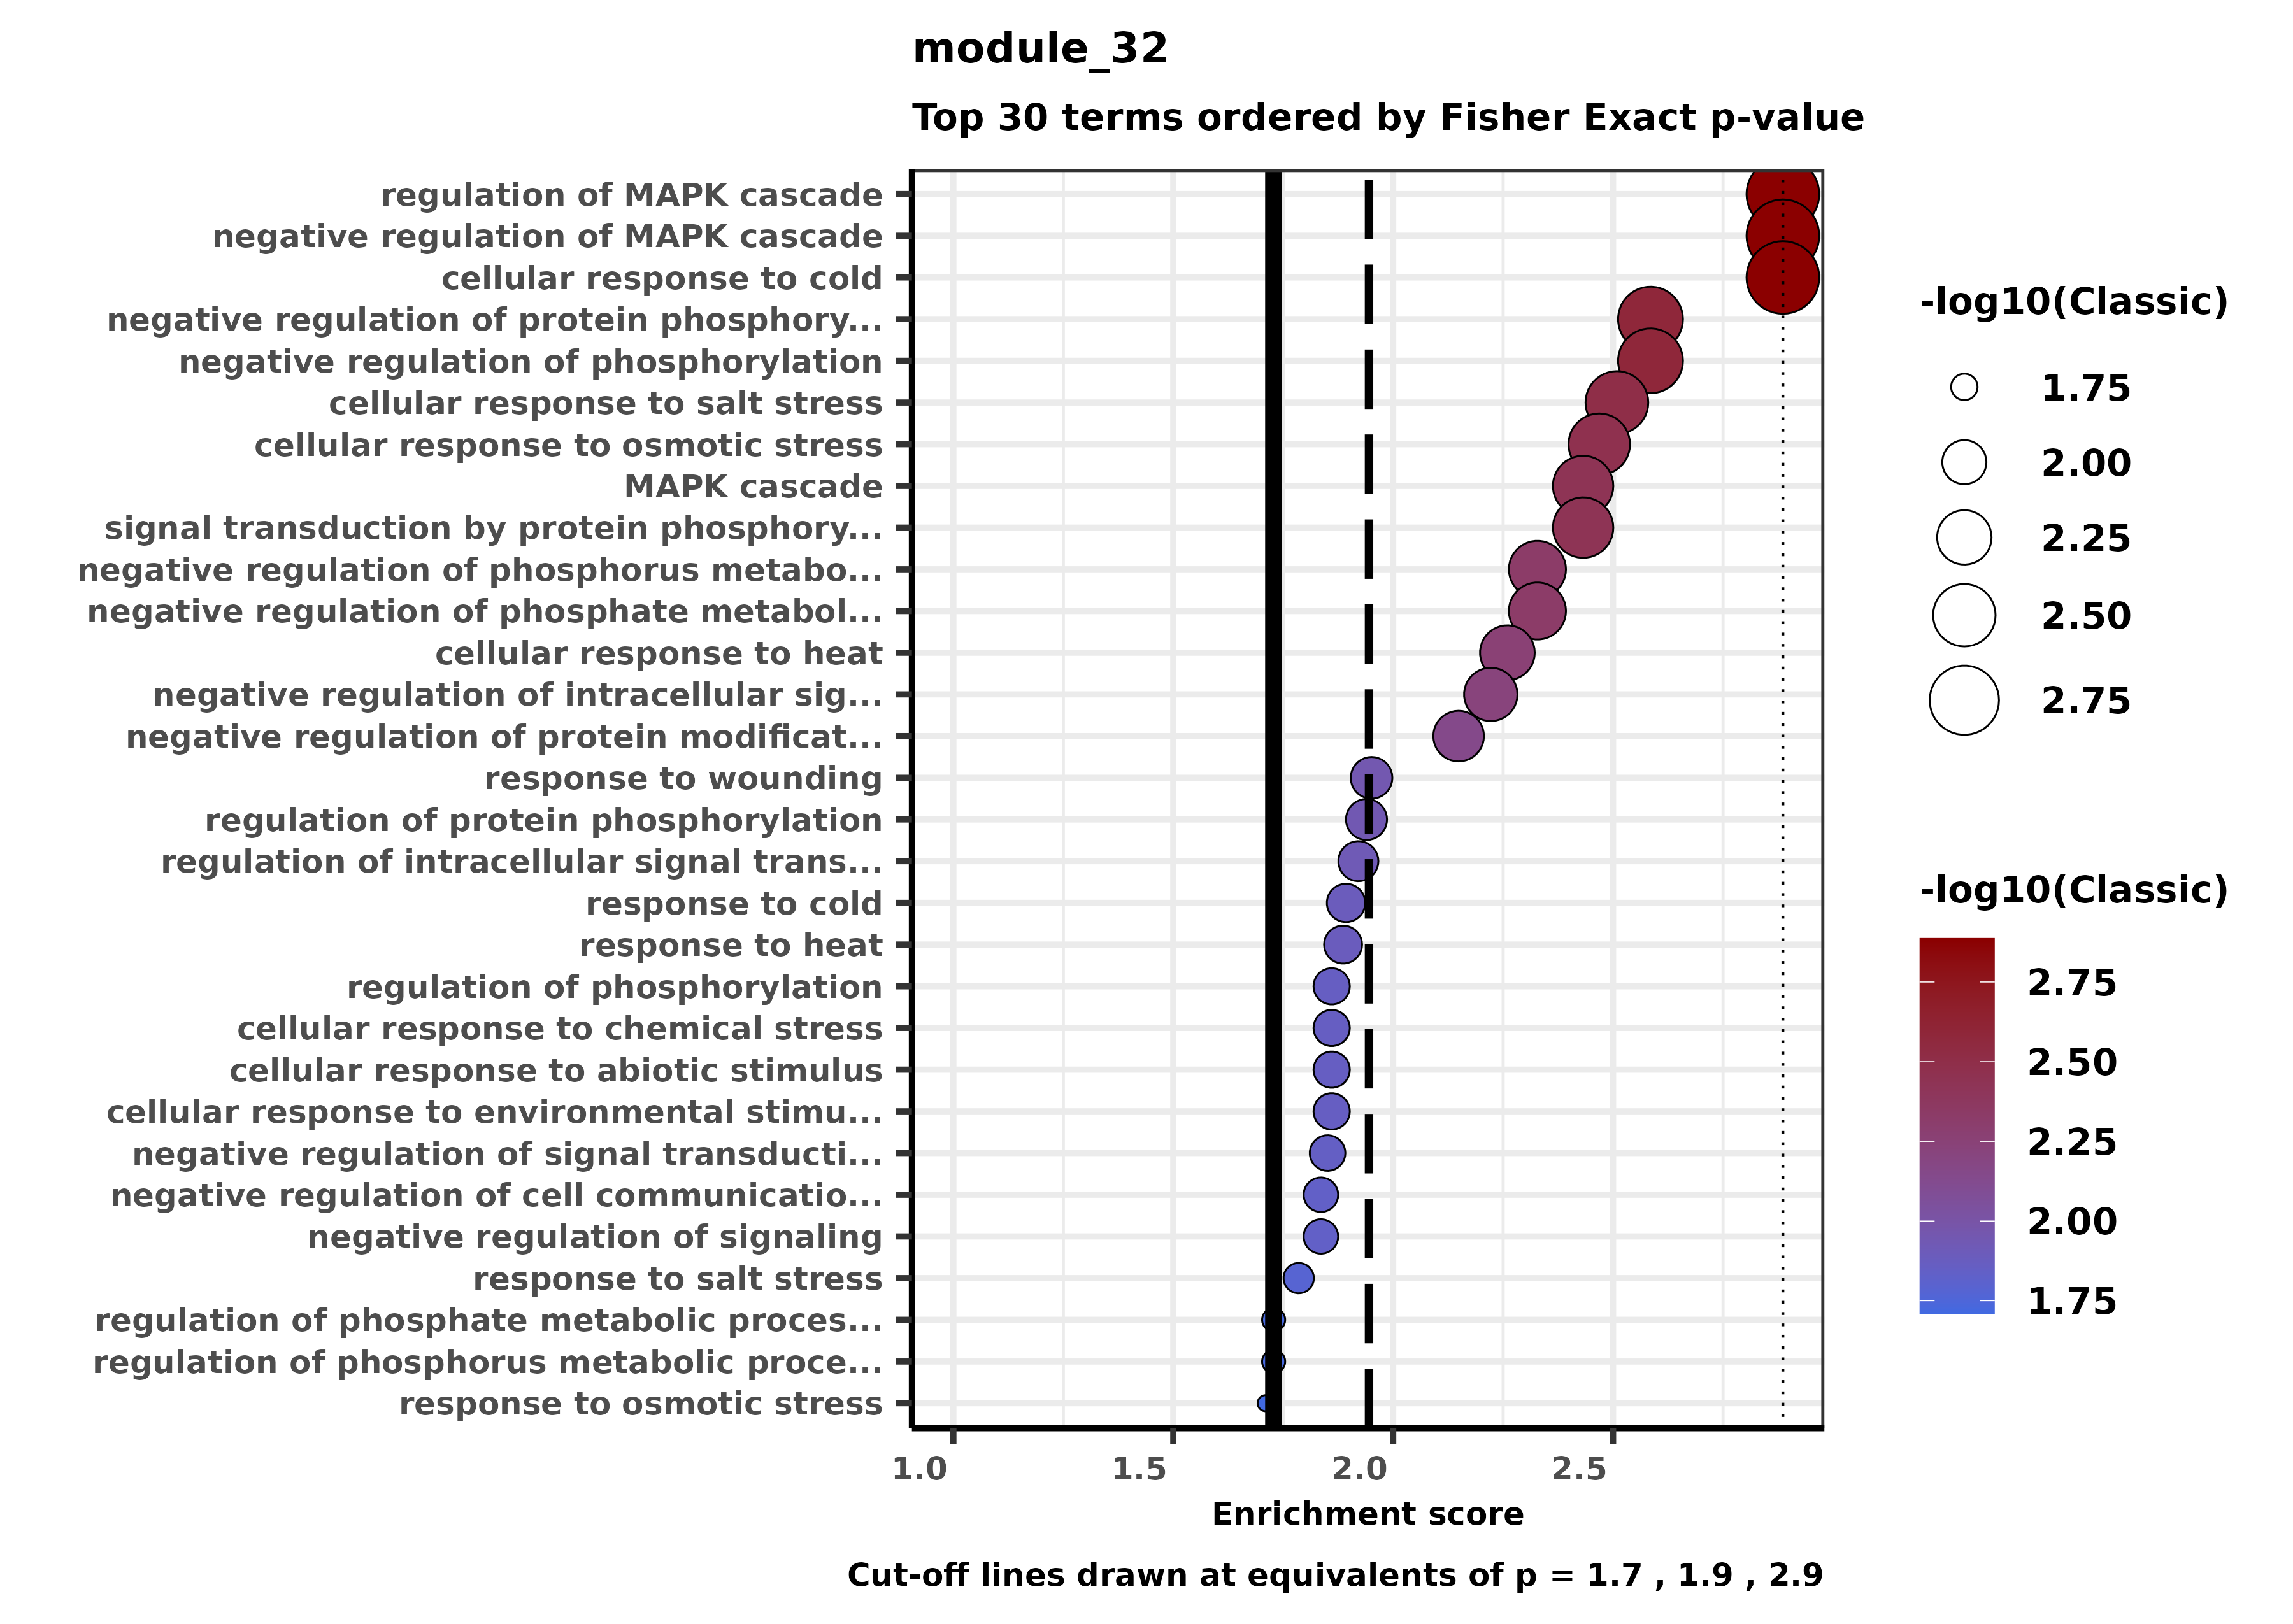 module_32
Top 30 terms ordered by Fisher Exact p-value
regulation of MAPK cascade
negative regulation of MAPK cascade
cellular response to cold
negative regulation of protein phosphory...
negative regulation of phosphorylation
cellular response to salt stress
cellular response to osmotic stress
MAPK cascade
signal transduction by protein phosphory...
negative regulation of phosphorus metabo...
negative regulation of phosphate metabol...
cellular response to heat
negative regulation of intracellular sig...
negative regulation of protein modificat...
response to wounding
regulation of protein phosphorylation
regulation of intracellular signal trans...
response to cold
response to heat
regulation of phosphorylation
cellular response to chemical stress
cellular response to abiotic stimulus
cellular response to environmental stimu...
negative regulation of signal transducti...
negative regulation of cell communicatio...
negative regulation of signaling
response to salt stress
regulation of phosphate metabolic proces...
regulation of phosphorus metabolic proce...
response to osmotic stress
1.0 1.5 2.0 2.5
Enrichment score
Cut-off lines drawn at equivalents of p = 1.7 , 1.9 , 2.9
-log10(Classic)
1.75
2.00
2.25
2.50
2.75
-log10(Classic)
2.75
2.50
2.25
2.00
1.75